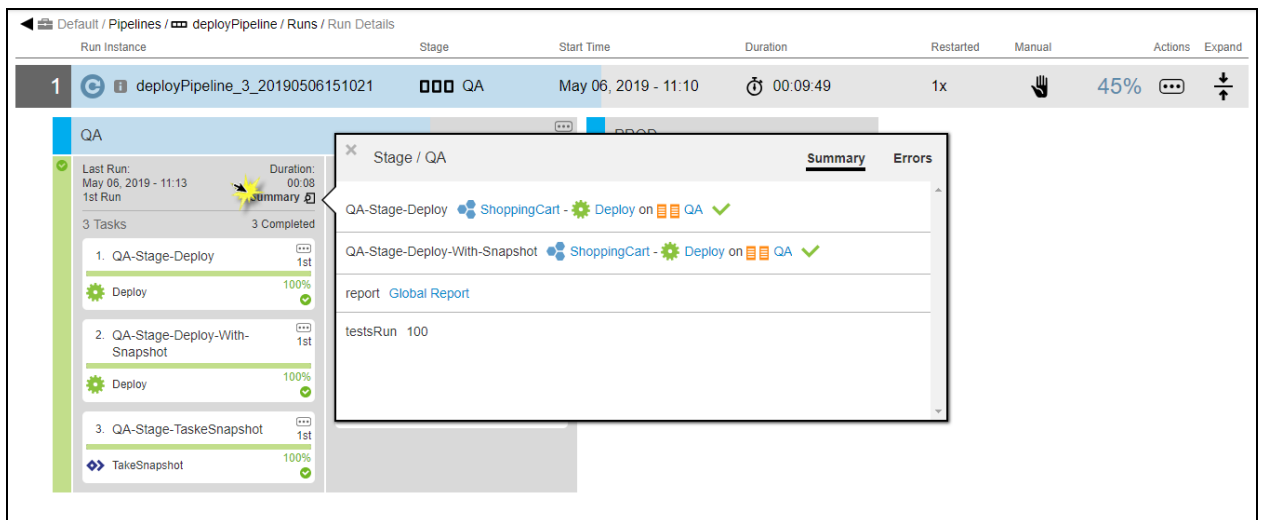 Default / Pipelines / deployPipeline / Runs / Run Details
Run Instance Stage Start Time Duration Restarted Manual Actions Expand
1 deployPipeline_3_20190506151021 QA May 06, 2019 - 11:10 00:09:49 1x 45%
QA
PROD
Last Run: Duration:
May 06, 2019 - 11:13 00:08
1st Run Summary
3 Tasks 3 Completed
1. QA-Stage-Deploy 1st
Deploy 100%
2. QA-Stage-Deploy-With-Snapshot 1st
Deploy 100%
3. QA-Stage-TaskeSnapshot 1st
TakeSnapshot 100%
Stage / QA Summary Errors
QA-Stage-Deploy ShoppingCart - Deploy on QA
QA-Stage-Deploy-With-Snapshot ShoppingCart - Deploy on QA
report Global Report
testsRun 100